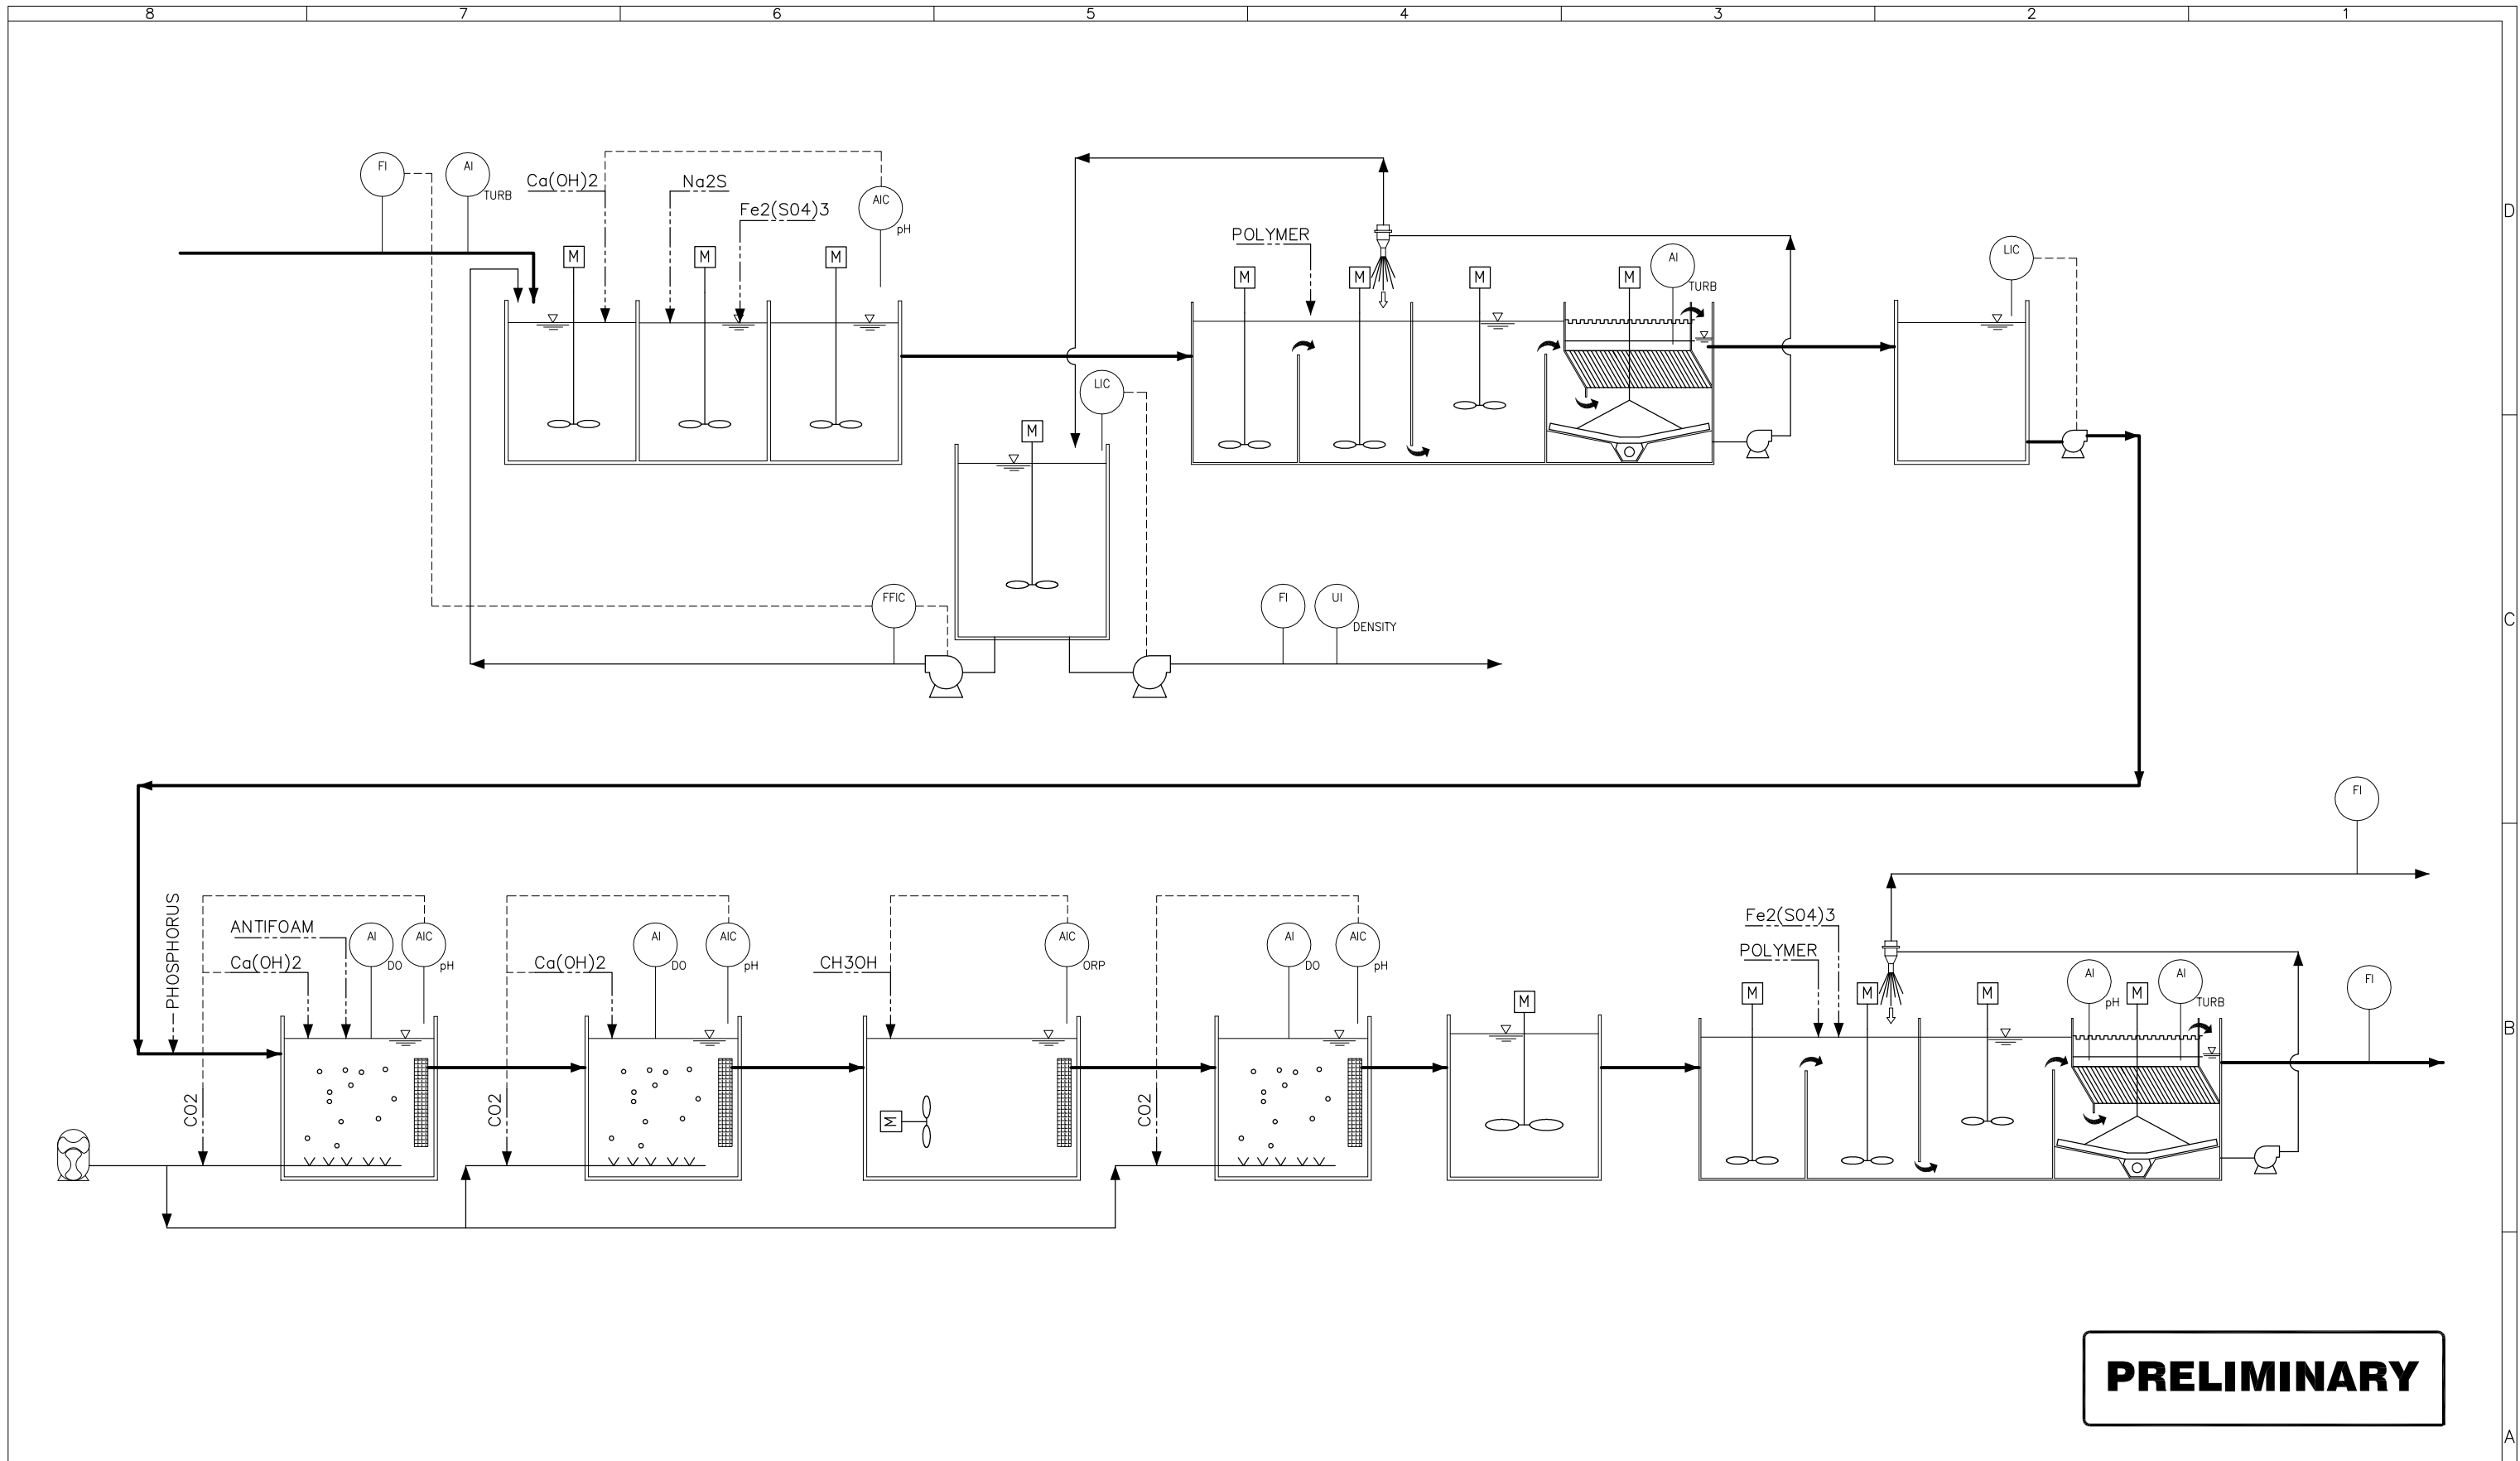 8 7 6 5 4 3 2 1
FI
AI
TURB
Ca(OH)2
Na2S
Fe2(SO4)3
AIC
pH
M
M
M
POLYMER
M
M
M
M
AI
TURB
LIC
D
LIC
M
FFIC
FI
UI
DENSITY
C
FI
PHOSPHORUS
ANTIFOAM
Ca(OH)2
AI
DO
AIC
pH
CO2
Ca(OH)2
AI
DO
AIC
pH
CO2
CH3OH
AIC
ORP
M
AI
DO
AIC
pH
CO2
M
Fe2(SO4)3
POLYMER
M
M
M
AI
pH
M
AI
TURB
FI
B
PRELIMINARY
A